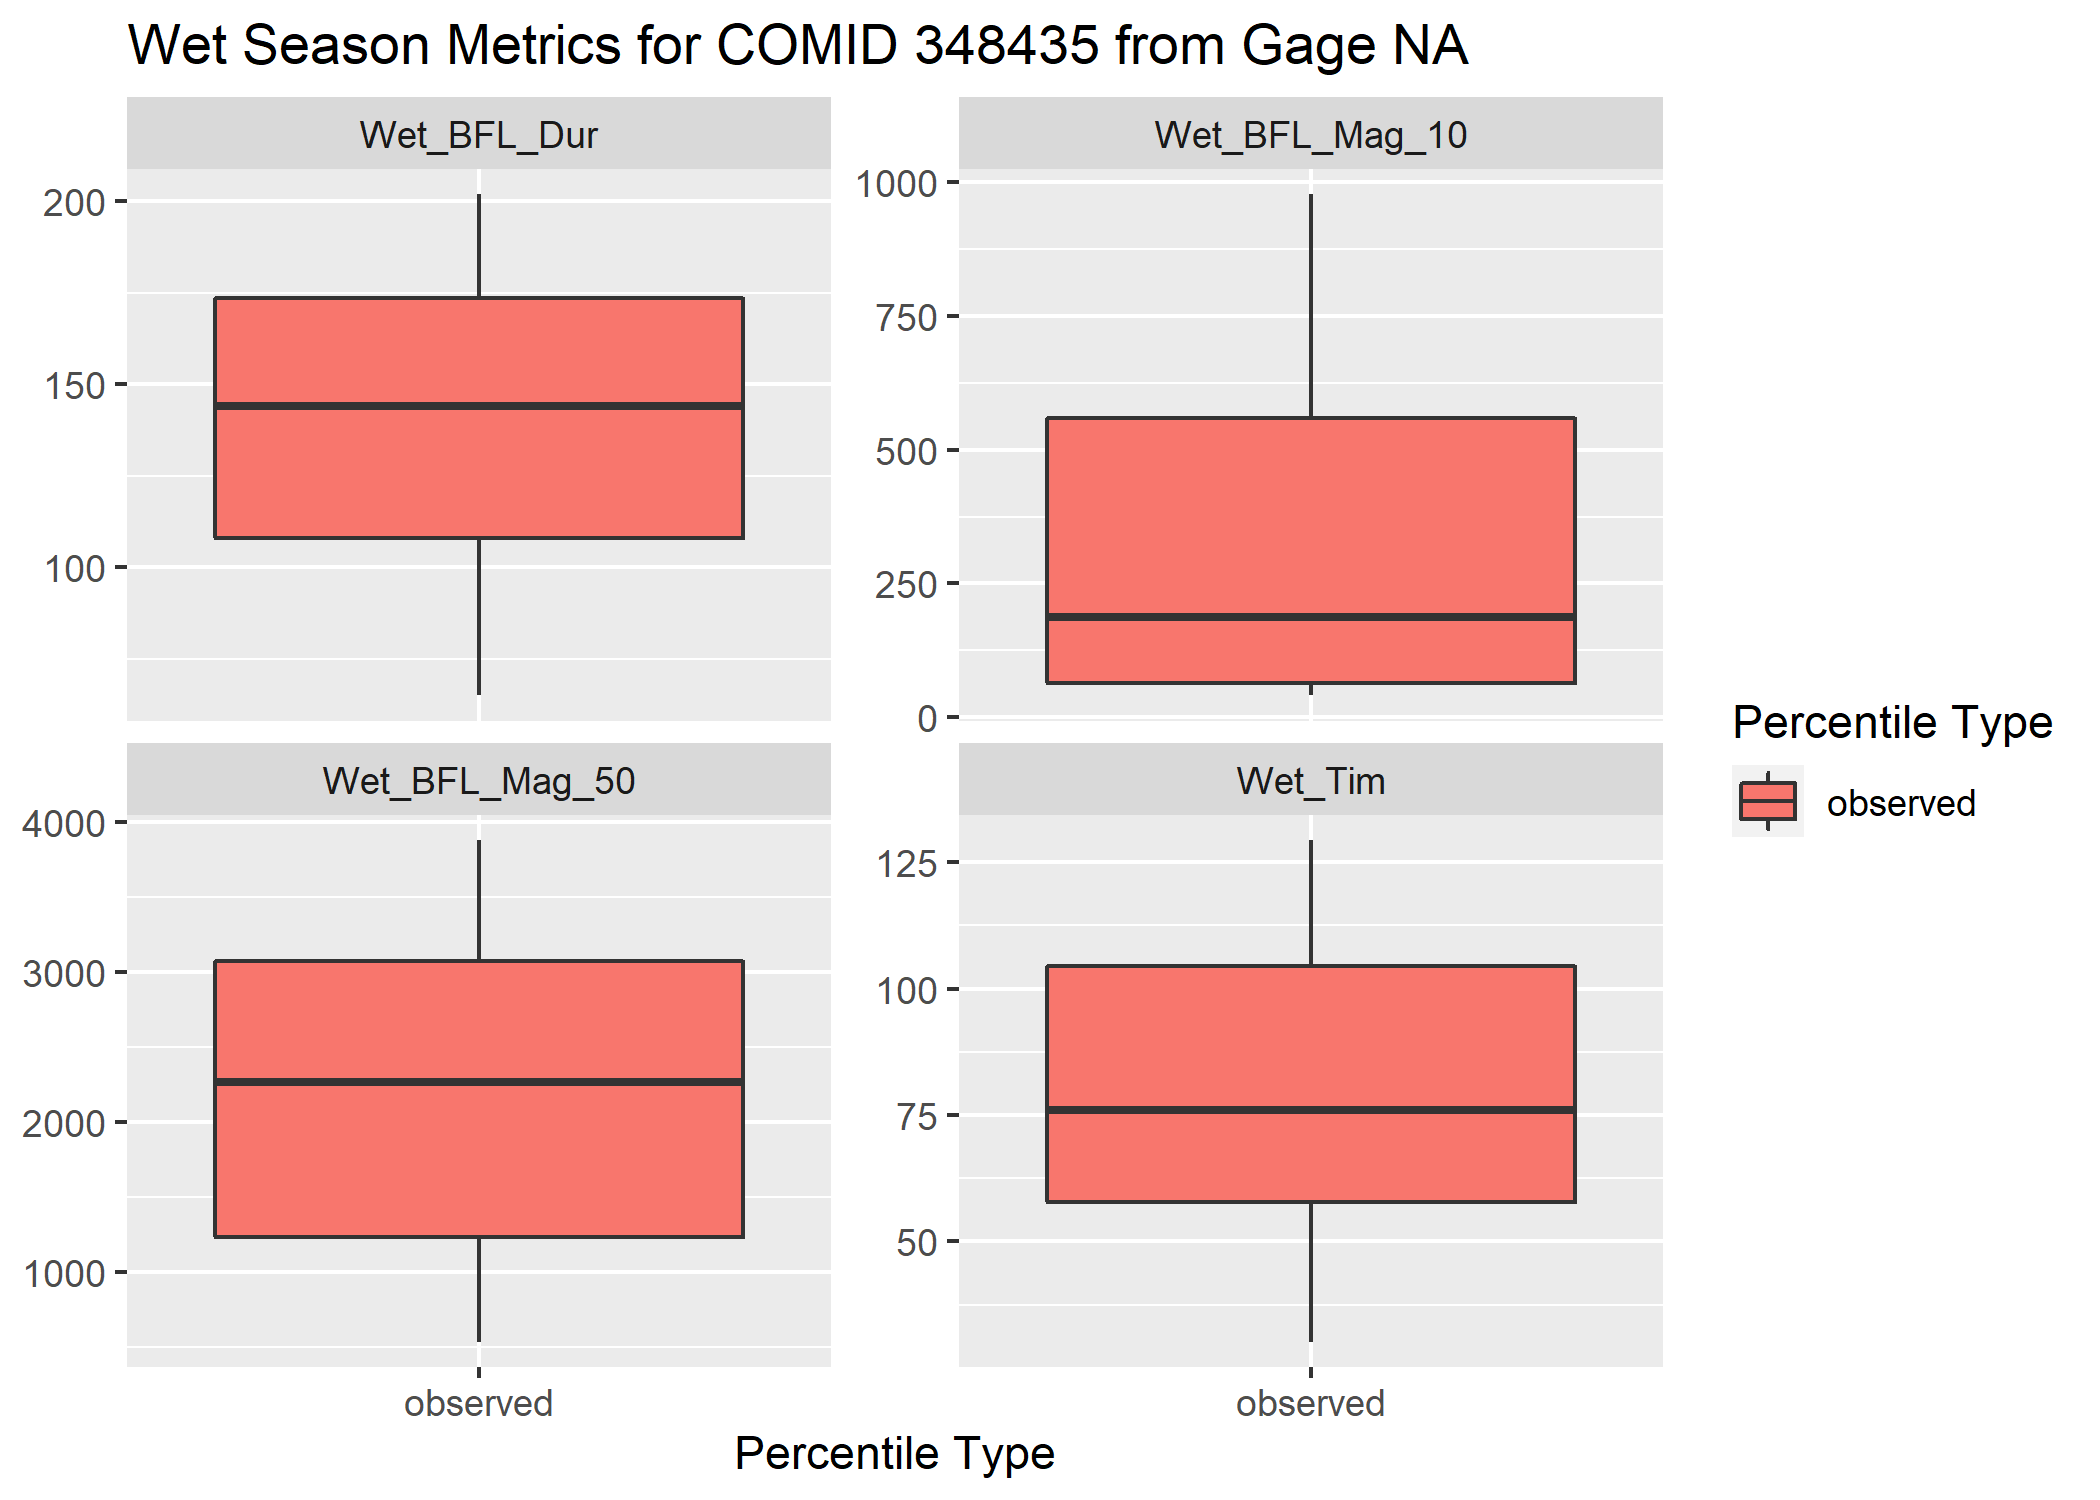 Wet Season Metrics for COMID 348435 from Gage NA
Wet_BFL_Dur
200
150
100
Wet_BFL_Mag_10
1000
750
500
250
0
Wet_BFL_Mag_50
4000
3000
2000
1000
observed
Wet_Tim
125
100
75
50
observed
Percentile Type
Percentile Type
observed